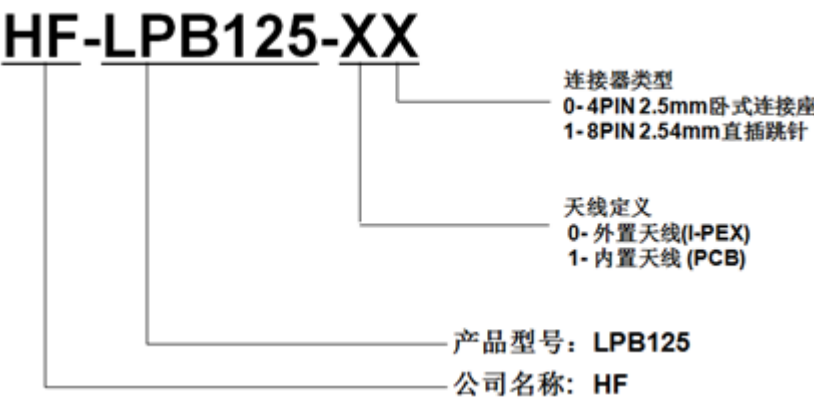 HF-LPB125-XX
连接器类型
0- 4PIN 2.5mm卧式连接座
1- 8PIN 2.54mm直插跳针
天线定义
0- 外置天线(I-PEX)
1- 内置天线 (PCB)
产品型号：LPB125
公司名称：HF